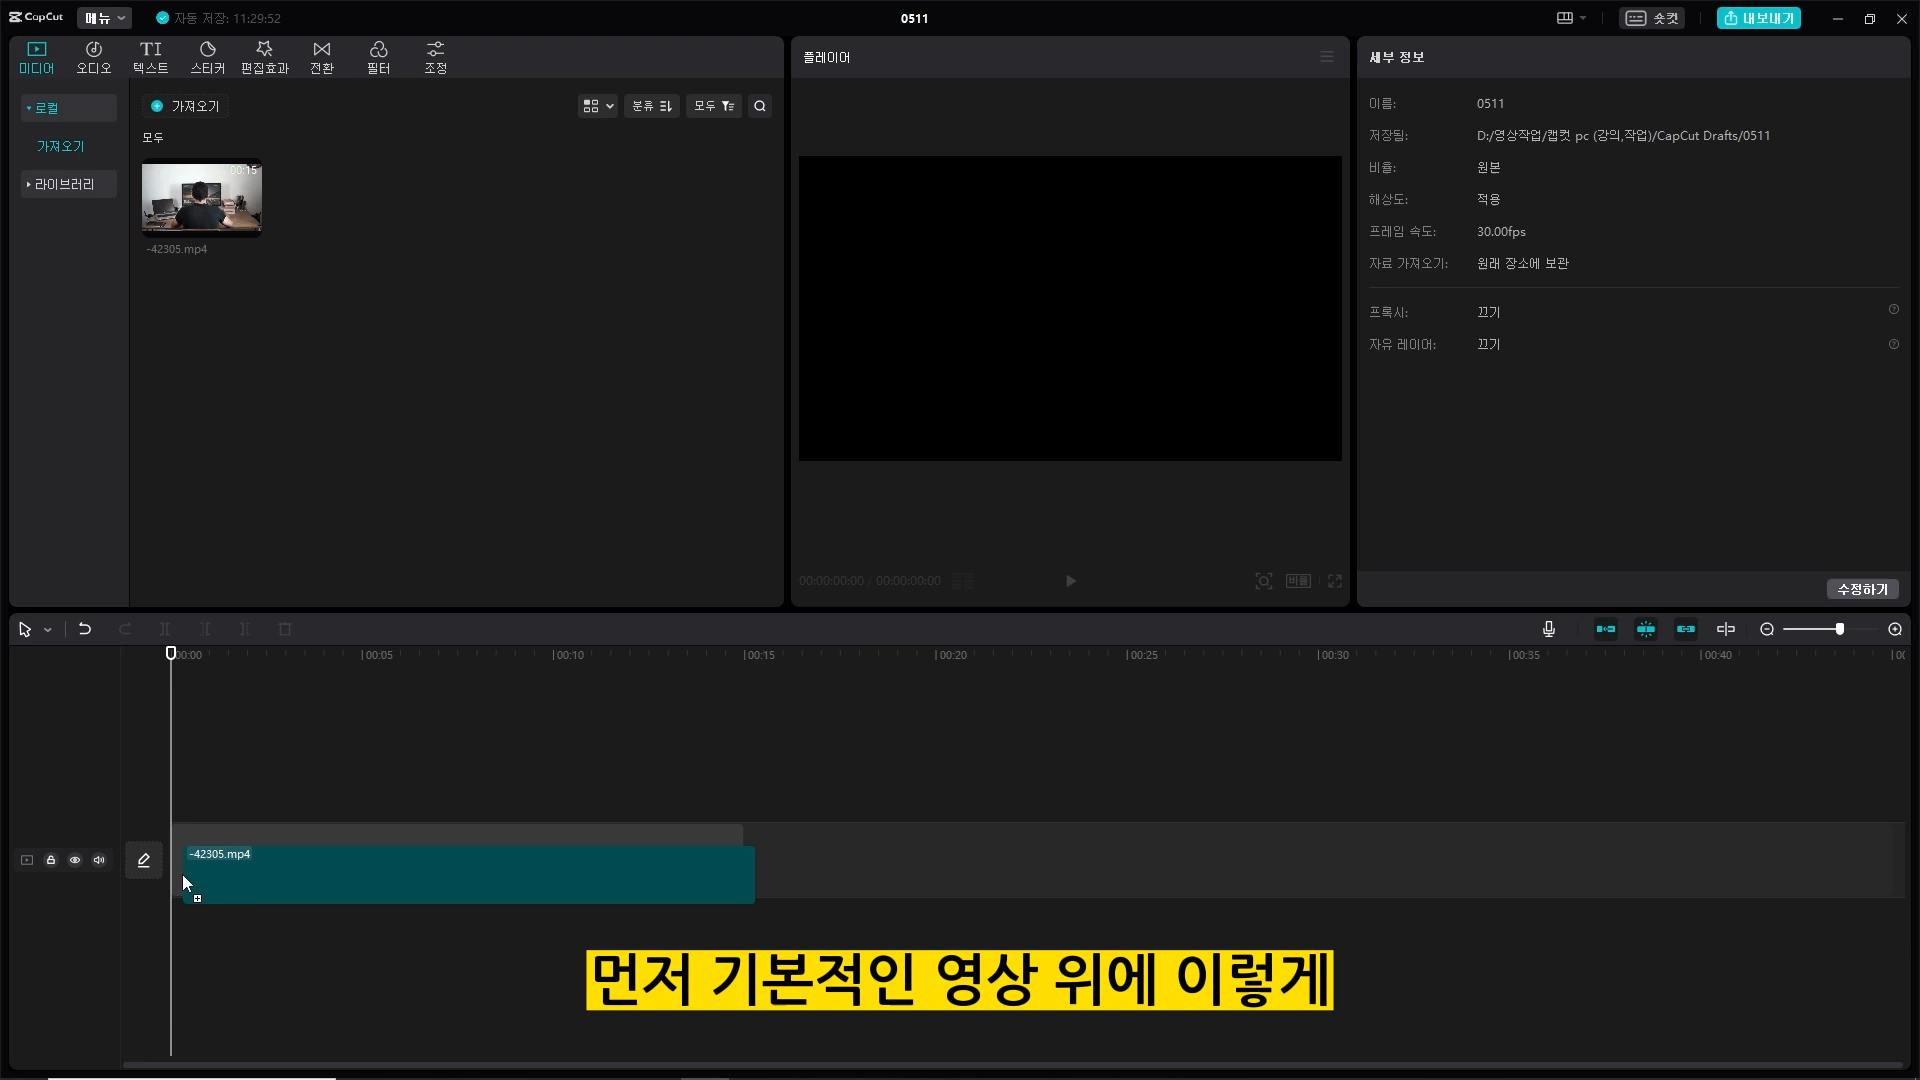 CapCut 메뉴 자동 저장: 11:29:52 0511 숏컷 내보내기
미디어 오디오 텍스트 스티커 편집효과 전환 필터 조정
로컬
가져오기
라이브러리
가져오기 분류 모두
모두
00:15
-42305.mp4
플레이어
00:00:00:00 / 00:00:00:00 비율
세부 정보
이름: 0511
저장됨: D:/영상작업/캡컷 pc (강의,작업)/CapCut Drafts/0511
비율: 원본
해상도: 적용
프레임 속도: 30.00fps
자료 가져오기: 원래 장소에 보관
프록시: 끄기
자유 레이어: 끄기
수정하기
00:00 00:05 00:10 00:15 00:20 00:25 00:30 00:35 00:40
-42305.mp4
먼저 기본적인 영상 위에 이렇게